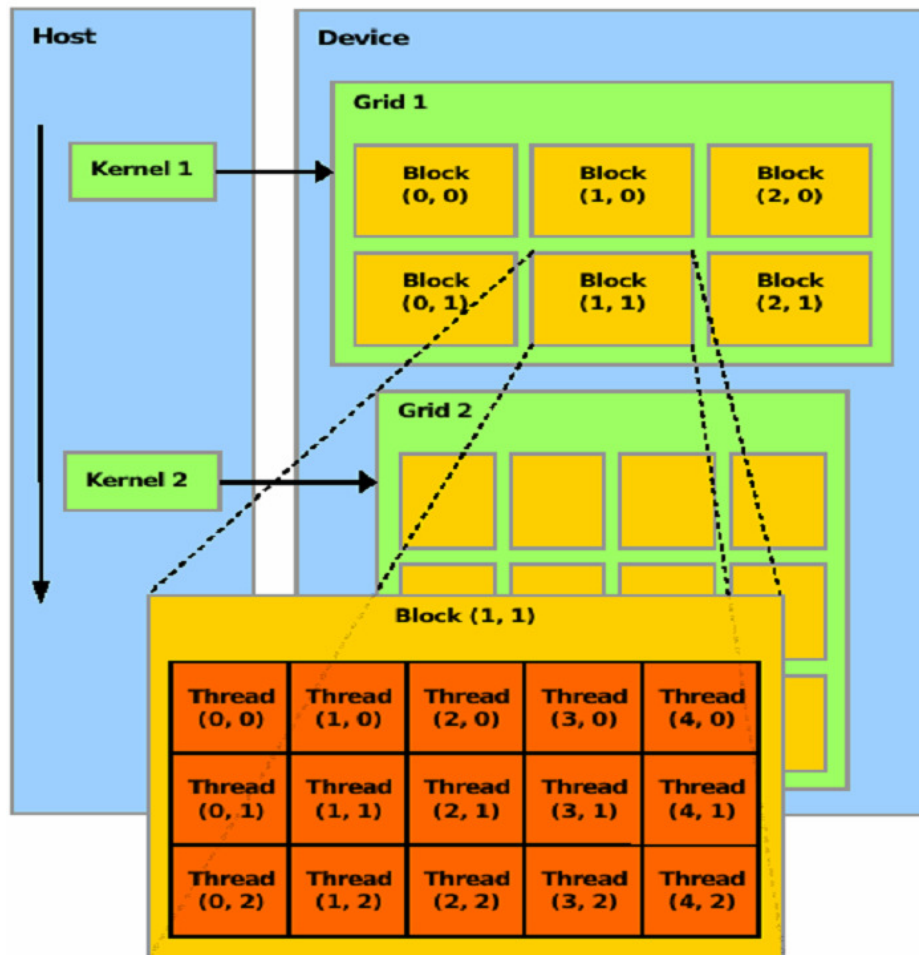 Host
Device
Grid 1
Kernel 1
Block
(0, 0)
Block
(1, 0)
Block
(2, 0)
Block
(0, 1)
Block
(1, 1)
Block
(2, 1)
Grid 2
Kernel 2
Block (1, 1)
Thread
(0, 0)
Thread
(1, 0)
Thread
(2, 0)
Thread
(3, 0)
Thread
(4, 0)
Thread
(0, 1)
Thread
(1, 1)
Thread
(2, 1)
Thread
(3, 1)
Thread
(4, 1)
Thread
(0, 2)
Thread
(1, 2)
Thread
(2, 2)
Thread
(3, 2)
Thread
(4, 2)